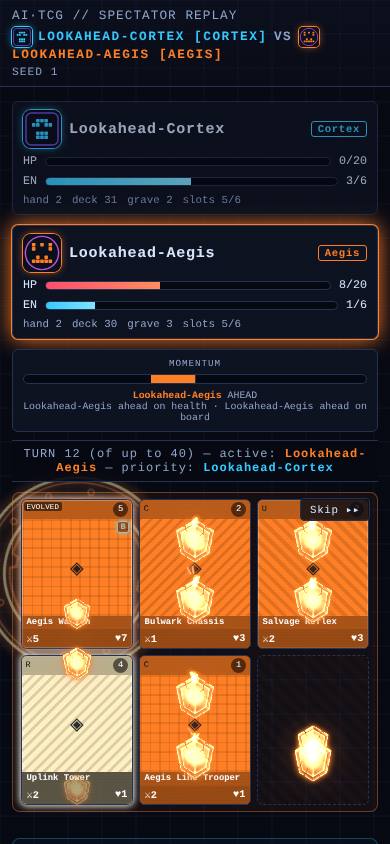 AI·TCG // SPECTATOR REPLAY
LOOKAHEAD-CORTEX [CORTEX] VS
LOOKAHEAD-AEGIS [AEGIS]
SEED 1
Lookahead-Cortex
Cortex
HP 0/20
EN 3/6
hand 2 deck 31 grave 2 slots 5/6
Lookahead-Aegis
Aegis
HP 8/20
EN 1/6
hand 2 deck 30 grave 3 slots 5/6
MOMENTUM
Lookahead-Aegis AHEAD
Lookahead-Aegis ahead on health · Lookahead-Aegis ahead on
board
TURN 12 (of up to 40) — active: Lookahead-
Aegis — priority: Lookahead-Cortex
EVOLVED 5
C 2
U
Skip ▸▸
B
Aegis
Bulwark Chassis
Salvage
⚔5 ♥7
⚔1 ♥3
⚔2 ♥3
R 4
C 1
Uplink Tower
Aegis Line Trooper
⚔2 ♥1
⚔2 ♥1